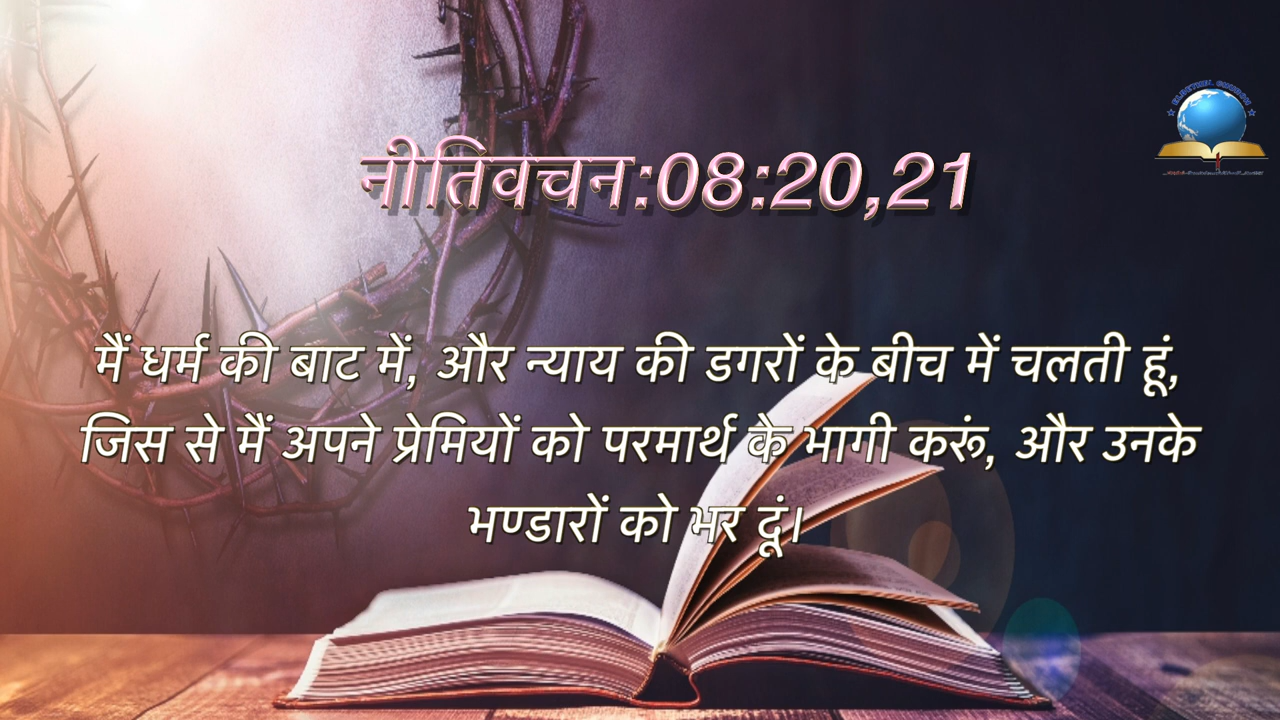 नीतिवचन:08:20,21
मैं धर्म की बाट में, और न्याय की डगरों के बीच में चलती हूं,
जिस से मैं अपने प्रेमियों को परमार्थ के भागी करूं, और उनके
भण्डारों को भर दूं।